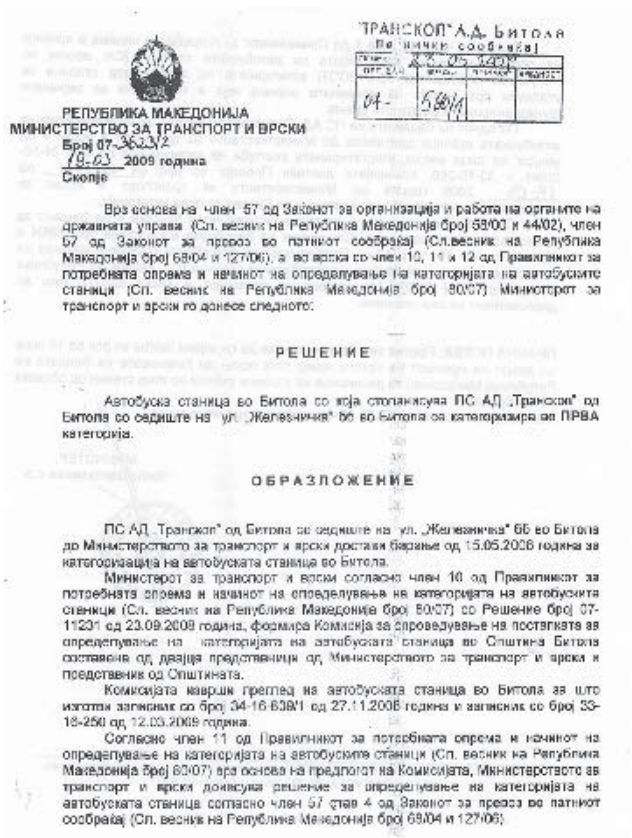 "ТРАНСКОП" А.Д. Битола
Патнички сообраќај
04-
РЕПУБЛИКА МАКЕДОНИЈА
МИНИСТЕРСТВО ЗА ТРАНСПОРТ И ВРСКИ
Број 07-3623/2
19.03 2009 година
Скопје
Врз основа на член 57 од Законот за организација и работа на органите на
државната управа (Сл. весник на Република Македонија број 58/00 и 44/02), член
57 од Законот за превоз во патниот сообраќај (Сл.весник на Република
Македонија број 68/04 и 127/06), а во врска со член 10, 11 и 12 од Правилникот за
потребната опрема и начинот на определување на категоријата на автобуските
станици (Сл. весник на Република Македонија број 80/07) Министерот за
транспорт и врски го донесе следното:
РЕШЕНИЕ
Автобуска станица во Битола со која стопанисува ПС АД „Транскоп" од
Битола со седиште на ул. „Железничка" бб во Битола се категоризира во ПРВА
категорија.
ОБРАЗЛОЖЕНИЕ
ПС АД „Транскоп" од Битола со седиште на ул. „Железничка" бб во Битола
до Министерството за транспорт и врски достави барање од 15.05.2008 година за
категоризација на автобуската станица во Битола.
Министерот за транспорт и врски согласно член 10 од Правилникот за
потребната опрема и начинот на определување на категоријата на автобуските
станици (Сл. весник на Република Македонија број 80/07) со Решение број 07-
11231 од 23.09.2008 година, формира Комисија за спроведување на постапката за
определување на категоријата на автобуската станица во Општина Битола
составена од двајца представници од Министерството за транспорт и врски и
представник од Општината.
Комисијата изврши преглед на автобуската станица во Битола за што
изготви записник со број 34-16-839/1 од 27.11.2008 година и записник со број 33-
16-250 од 12.03.2009 година.
Согласно член 11 од Правилникот за потребната опрема и начинот на
определување на категоријата на автобуските станици (Сл. весник на Република
Македонија број 80/07) врз основа на предлогот на Комисијата, Министерството за
транспорт и врски донесува решение за определување на категоријата на
автобуската станица согласно член 57 став 4 од Законот за превоз во патниот
сообраќај (Сл. весник на Република Македонија број 68/04 и 127/06)